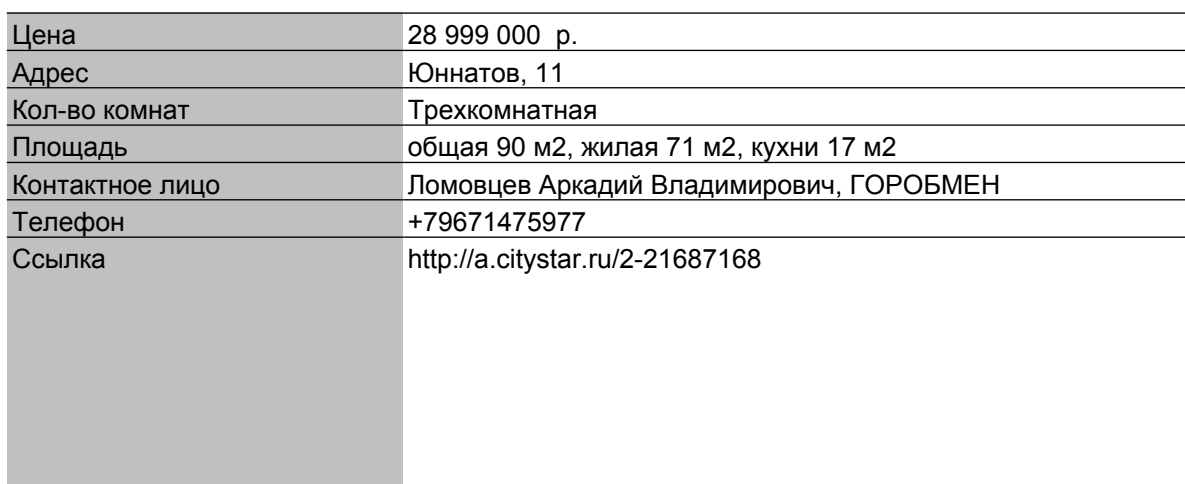 Цена 28 999 000 р.
Адрес Юннатов, 11
Кол-во комнат Трехкомнатная
Площадь общая 90 м2, жилая 71 м2, кухни 17 м2
Контактное лицо Ломовцев Аркадий Владимирович, ГОРОБМЕН
Телефон +79671475977
Ссылка http://a.citystar.ru/2-21687168